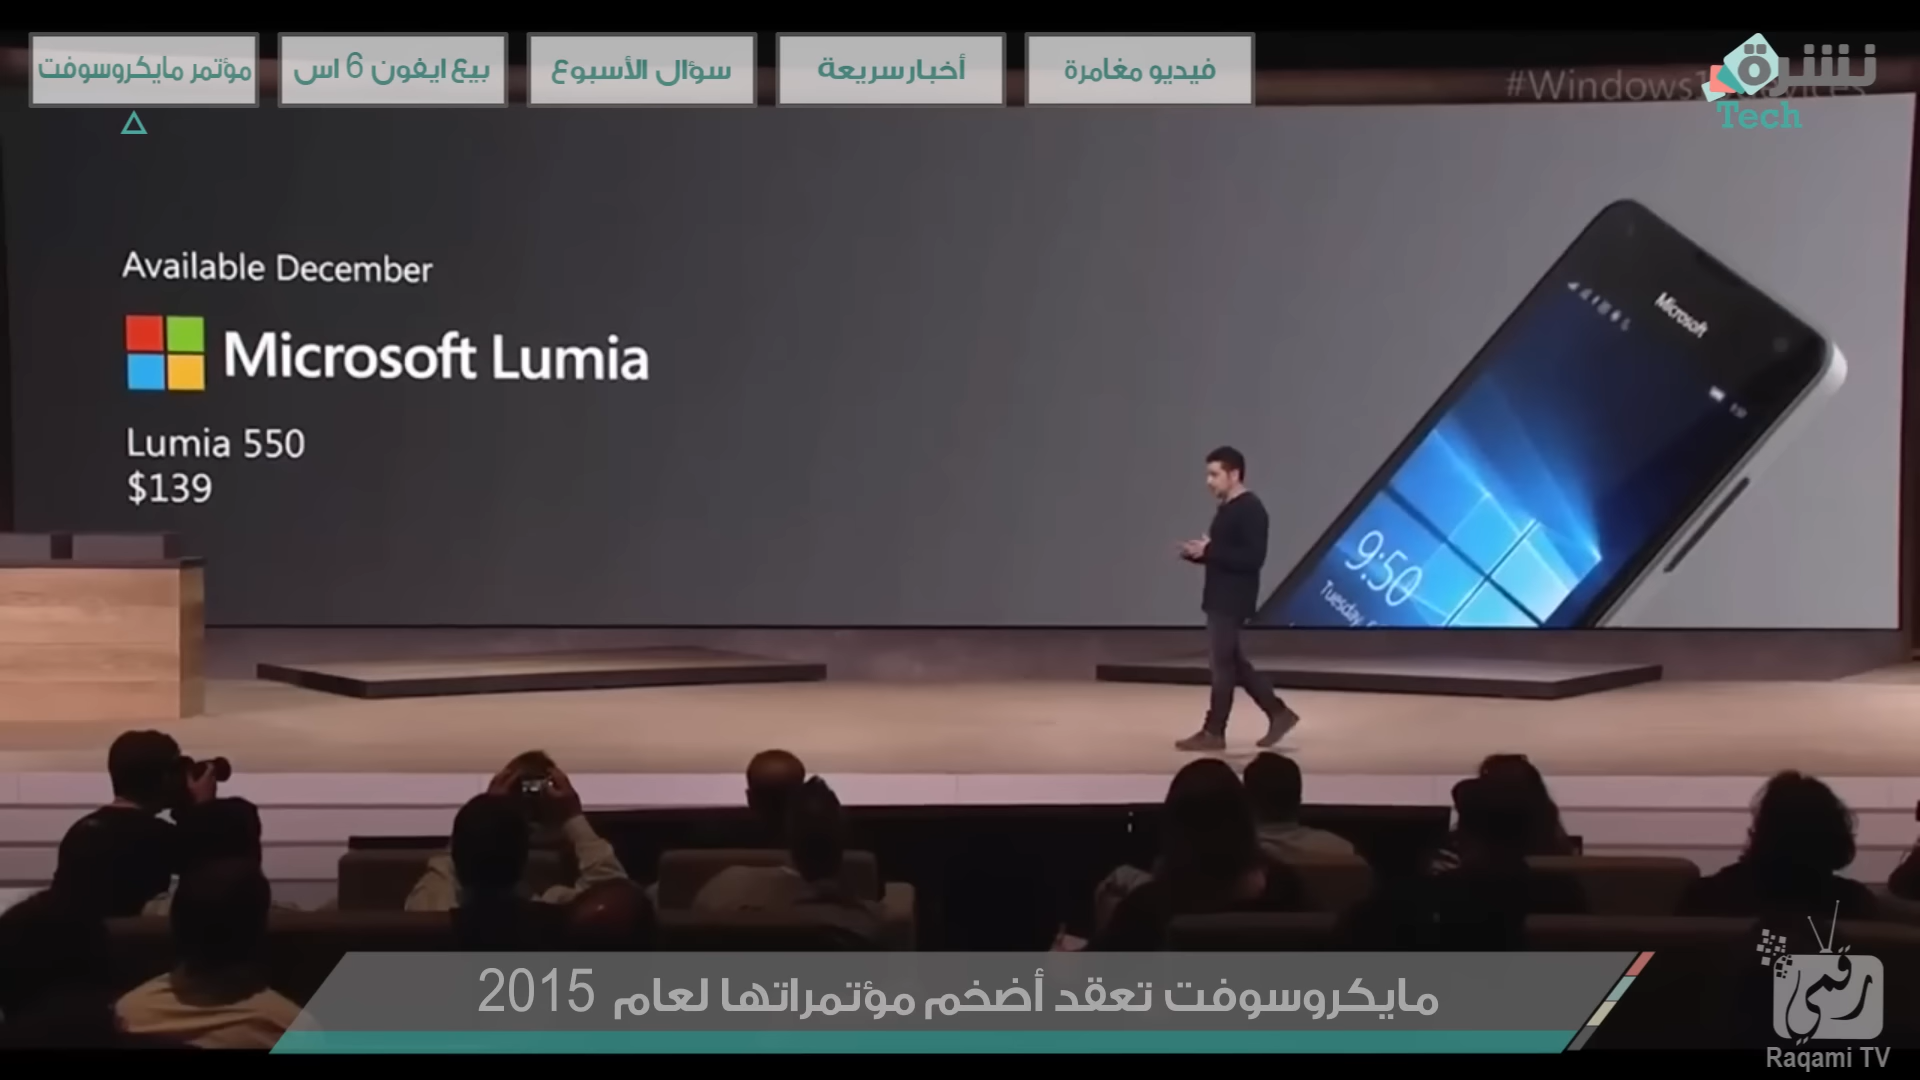 مؤتمر مايكروسوفت
بيع ايفون 6 اس
سؤال الأسبوع
أخبار سريعة
فيديو مغامرة
نشرة
Tech
Available December
Microsoft Lumia
Lumia 550
$139
Microsoft
9:50
Tuesday,
مايكروسوفت تعقد أضخم مؤتمراتها لعام 2015
رقمي
Raqami TV